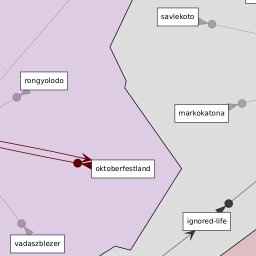 savlekoto
rongyolodo
markokatona
oktoberfestland
ignored-life
vadaszblezer